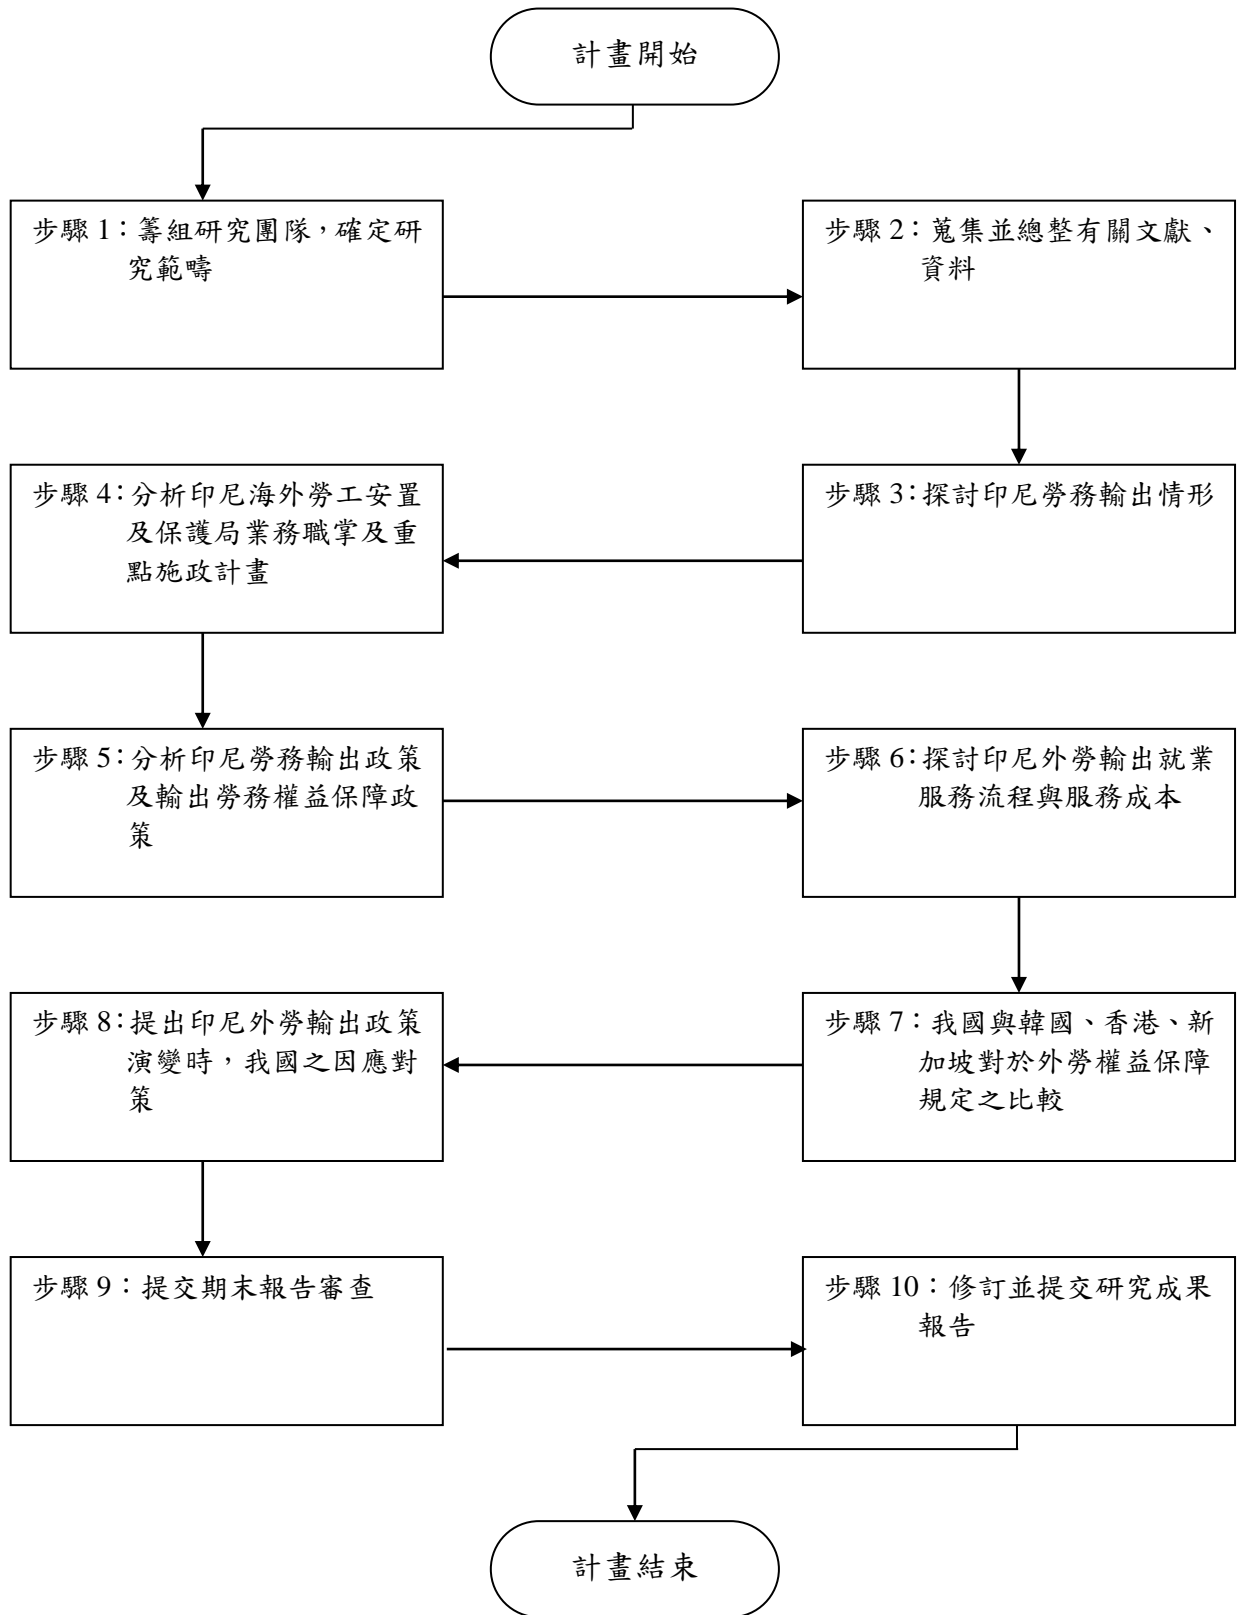 計畫開始
步驟 1：籌組研究團隊，確定研
究範疇
步驟 2：蒐集並總整有關文獻、
資料
步驟 3：探討印尼勞務輸出情形
步驟 4：分析印尼海外勞工安置
及保護局業務職掌及重
點施政計畫
步驟 5：分析印尼勞務輸出政策
及輸出勞務權益保障政
策
步驟 6：探討印尼外勞輸出就業
服務流程與服務成本
步驟 7：我國與韓國、香港、新
加坡對於外勞權益保障
規定之比較
步驟 8：提出印尼外勞輸出政策
演變時，我國之因應對
策
步驟 9：提交期末報告審查
步驟 10：修訂並提交研究成果
報告
計畫結束